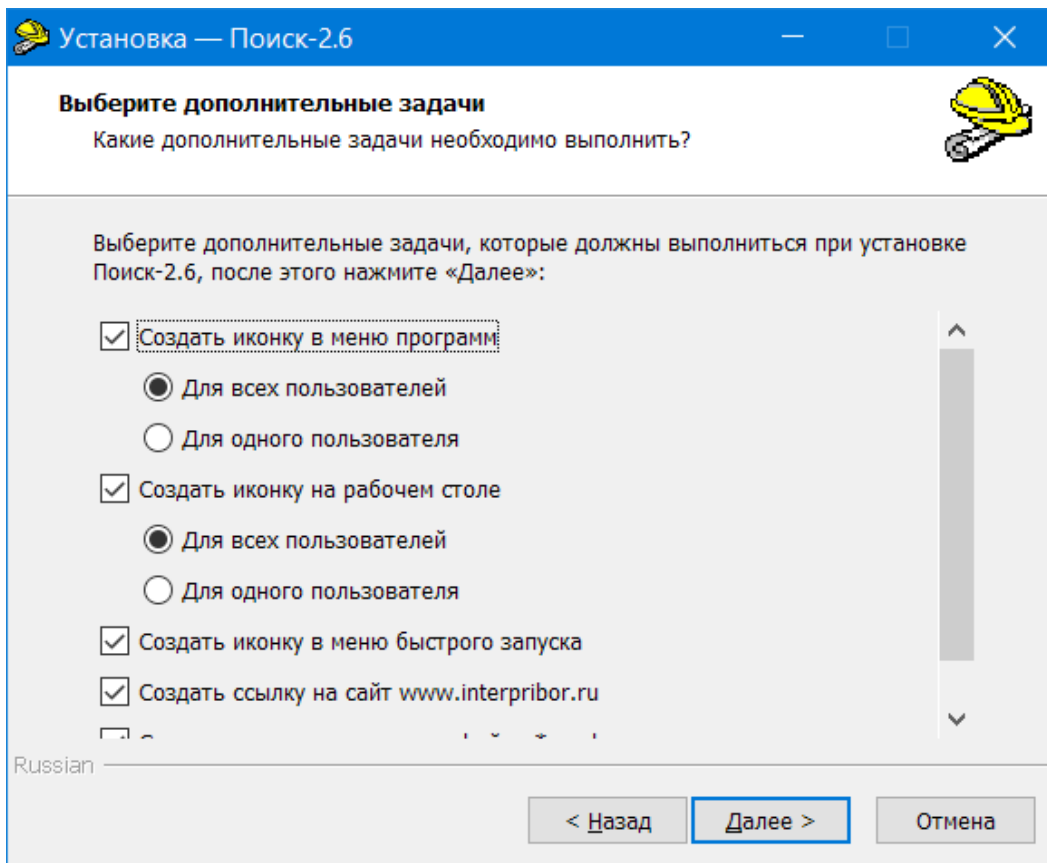 Установка — Поиск-2.6
Выберите дополнительные задачи
Какие дополнительные задачи необходимо выполнить?
Выберите дополнительные задачи, которые должны выполниться при установке
Поиск-2.6, после этого нажмите «Далее»:
Создать иконку в меню программ
Для всех пользователей
Для одного пользователя
Создать иконку на рабочем столе
Для всех пользователей
Для одного пользователя
Создать иконку в меню быстрого запуска
Создать ссылку на сайт www.interpribor.ru
Russian
< Назад
Далее >
Отмена